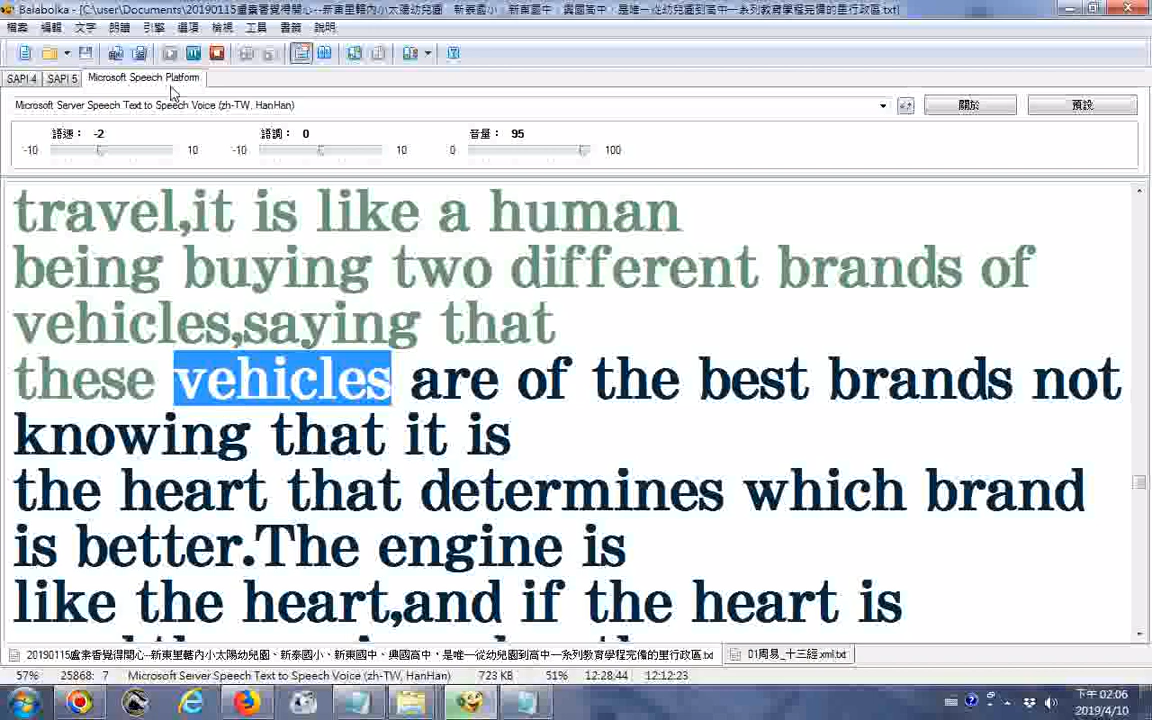 Balabolka - [C:\user\Documents\20190115盧素香覺得開心--新東里轄內小太陽幼兒園、新泰國小、新東國中、興國高中，是唯一從幼兒園到高中一系列教育學程完備的里行政區.txt]
檔案 編輯 文字 朗讀 引擎 選項 檢視 工具 書籤 說明
SAPI 4 SAPI 5 Microsoft Speech Platform
Microsoft Server Speech Text to Speech Voice (zh-TW, HanHan) 關於 預設
語速： -2 語調： 0 音量： 95
-10 10 -10 10 0 100
travel,it is like a human
being buying two different brands of
vehicles,saying that
these vehicles are of the best brands not
knowing that it is
the heart that determines which brand
is better.The engine is
like the heart,and if the heart is
20190115盧素香覺得開心--新東里轄內小太陽幼兒園、新泰國小、新東國中、興國高中，是唯一從幼兒園到高中一系列教育學程完備的里行政區.txt 01周易_十三經.xml.txt
57% 25868: 7 Microsoft Server Speech Text to Speech Voice (zh-TW, HanHan) 723 KB 51% 12:28:44 12:12:23
下午 02:06
2019/4/10